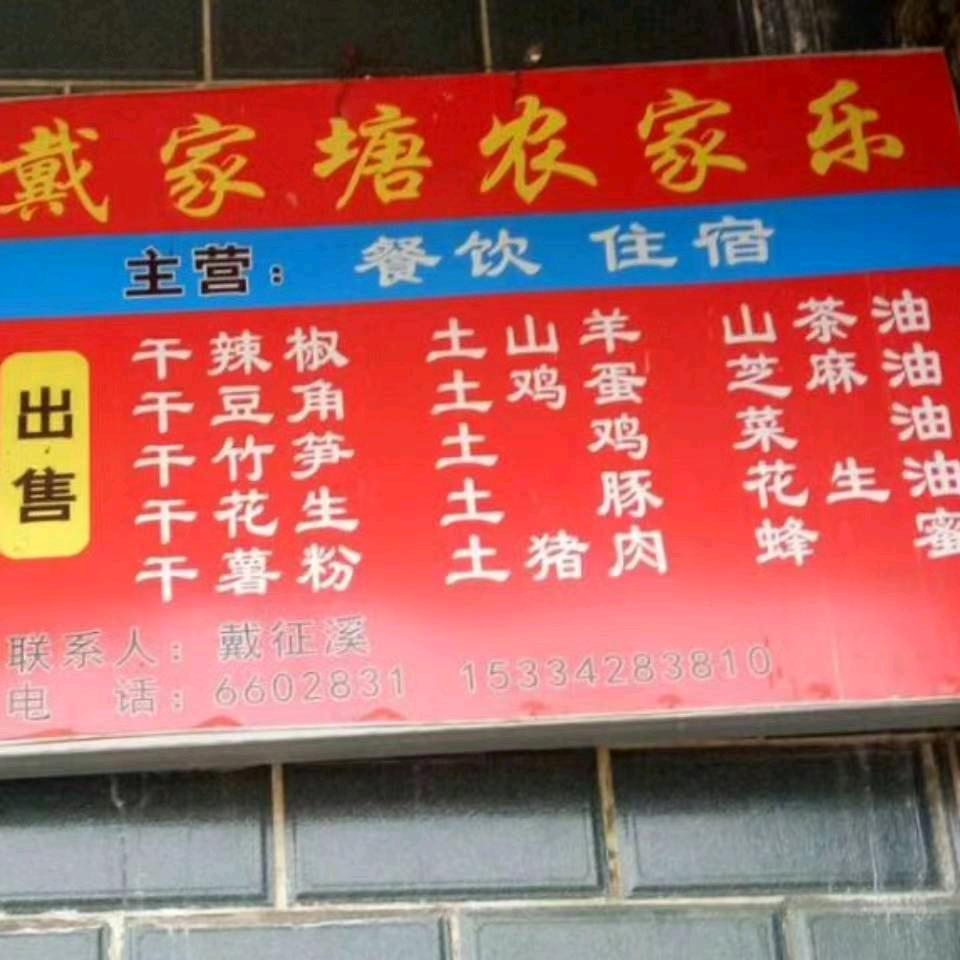 戴家塘农家乐
主营：餐饮 住宿
出售
干辣椒 土山羊 山茶油
干豆角 土鸡蛋 芝麻油
干竹笋 土鸡 菜油
干花生 土豚 花生油
干薯粉 土猪肉 蜂蜜
联系人：戴征溪
电话：6602831 15334283810